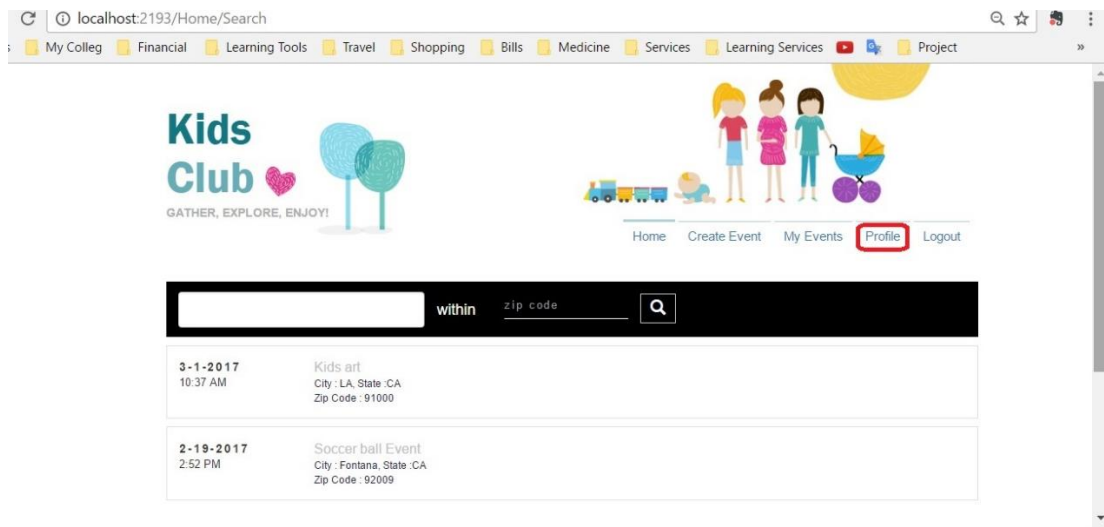 localhost:2193/Home/Search
s My Colleg Financial Learning Tools Travel Shopping Bills Medicine Services Learning Services Project »
Kids
Club
GATHER, EXPLORE, ENJOY!
Home Create Event My Events Profile Logout
within zip code
3-1-2017 Kids art
10:37 AM City : LA, State :CA
Zip Code : 91000
2-19-2017 Soccer ball Event
2:52 PM City : Fontana, State :CA
Zip Code : 92009